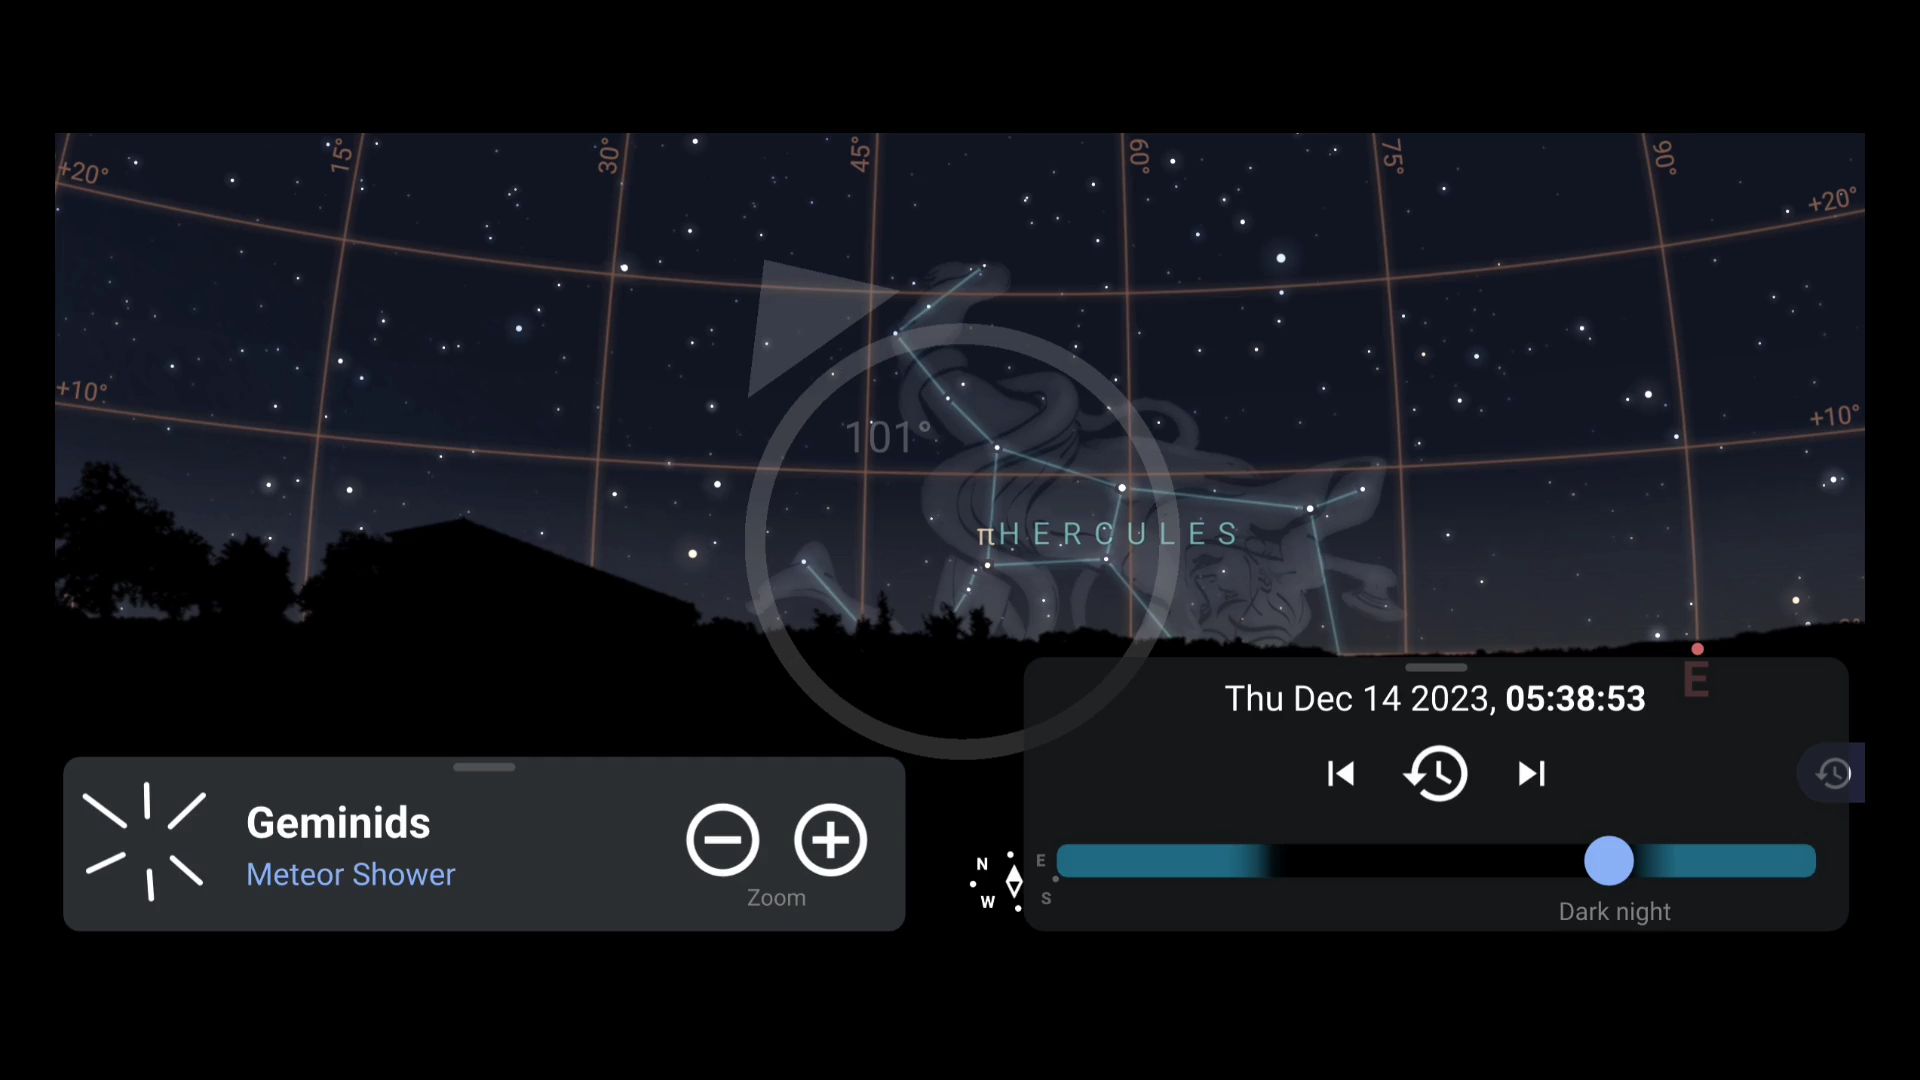 15° 30° 45° 60° 75° 90°
+20° +20°
+10° +10°
101°
π HERCULES
E
Thu Dec 14 2023, 05:38:53
Geminids
Meteor Shower
Zoom
N E
W S
Dark night